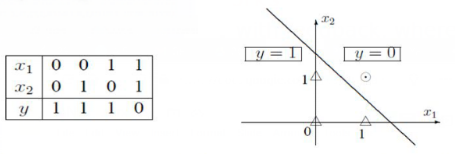 x₁ 0 0 1 1
x₂ 0 1 0 1
y 1 1 1 0
x₂
y = 1 y = 0
1
x₁
0 1